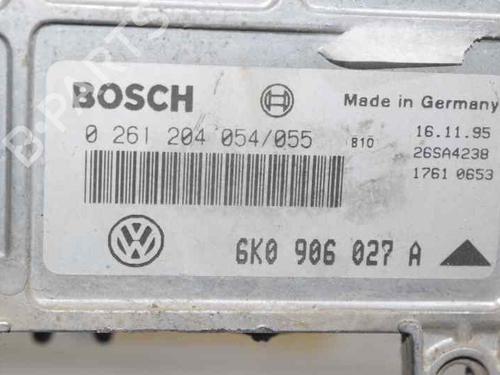 BOSCH
Made in Germany
0 261 204 054/055 B10
16.11.95
26SA4238
1761 0653
6K0 906 027 A
B-PARTS